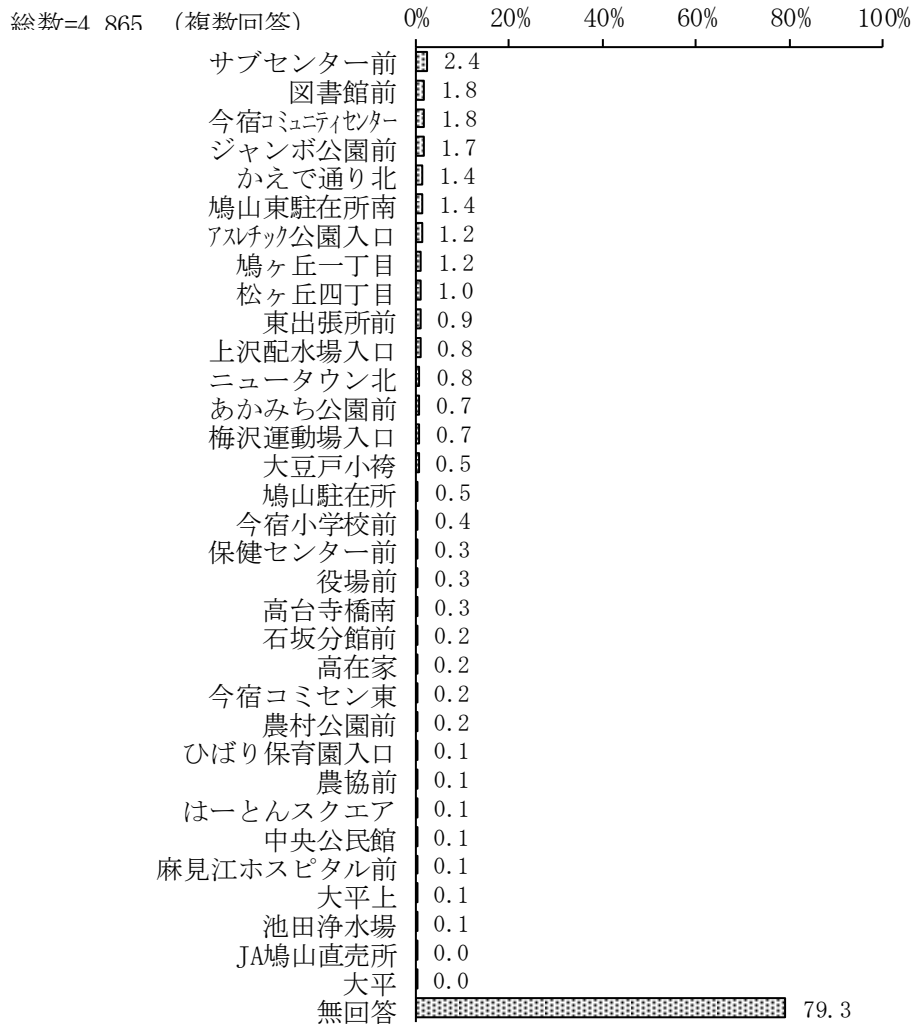 総数=4,865 (複数回答)
0% 20% 40% 60% 80% 100%
サブセンター前 2.4
図書館前 1.8
今宿コミュニティセンター 1.8
ジャンボ公園前 1.7
かえで通り北 1.4
鳩山東駐在所南 1.4
アスレチック公園入口 1.2
鳩ヶ丘一丁目 1.2
松ヶ丘四丁目 1.0
東出張所前 0.9
上沢配水場入口 0.8
ニュータウン北 0.8
あかみち公園前 0.7
梅沢運動場入口 0.7
大豆戸小袴 0.5
鳩山駐在所 0.5
今宿小学校前 0.4
保健センター前 0.3
役場前 0.3
高台寺橋南 0.3
石坂分館前 0.2
高在家 0.2
今宿コミセン東 0.2
農村公園前 0.2
ひばり保育園入口 0.1
農協前 0.1
はーとんスクエア 0.1
中央公民館 0.1
麻見江ホスピタル前 0.1
大平上 0.1
池田浄水場 0.1
JA鳩山直売所 0.0
大平 0.0
無回答 79.3